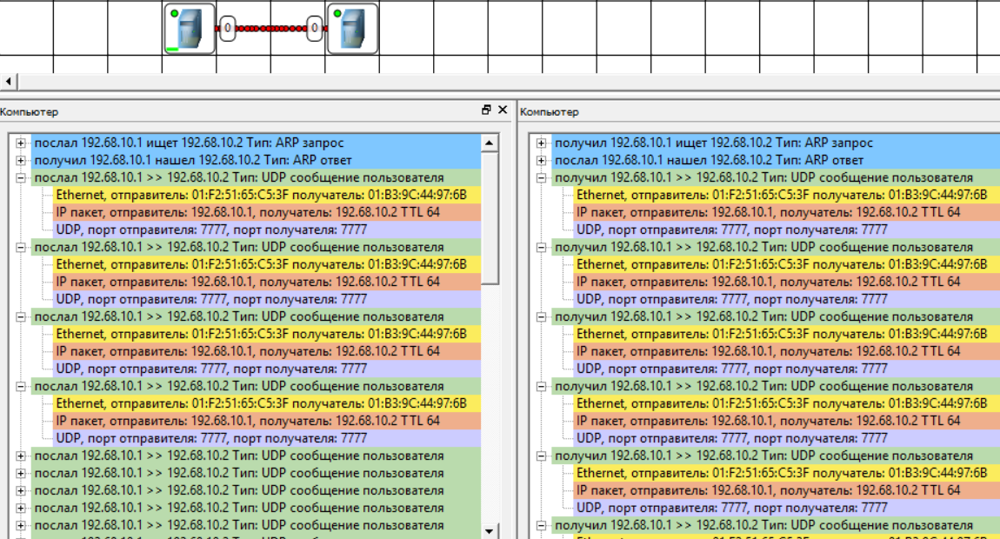 0 0
Компьютер
послал 192.68.10.1 ищет 192.68.10.2 Тип: ARP запрос
получил 192.68.10.1 нашел 192.68.10.2 Тип: ARP ответ
послал 192.68.10.1 >> 192.68.10.2 Тип: UDP сообщение пользователя
Ethernet, отправитель: 01:F2:51:65:C5:3F получатель: 01:B3:9C:44:97:6B
IP пакет, отправитель: 192.68.10.1, получатель: 192.68.10.2 TTL 64
UDP, порт отправителя: 7777, порт получателя: 7777
послал 192.68.10.1 >> 192.68.10.2 Тип: UDP сообщение пользователя
Ethernet, отправитель: 01:F2:51:65:C5:3F получатель: 01:B3:9C:44:97:6B
IP пакет, отправитель: 192.68.10.1, получатель: 192.68.10.2 TTL 64
UDP, порт отправителя: 7777, порт получателя: 7777
послал 192.68.10.1 >> 192.68.10.2 Тип: UDP сообщение пользователя
Ethernet, отправитель: 01:F2:51:65:C5:3F получатель: 01:B3:9C:44:97:6B
IP пакет, отправитель: 192.68.10.1, получатель: 192.68.10.2 TTL 64
UDP, порт отправителя: 7777, порт получателя: 7777
послал 192.68.10.1 >> 192.68.10.2 Тип: UDP сообщение пользователя
Ethernet, отправитель: 01:F2:51:65:C5:3F получатель: 01:B3:9C:44:97:6B
IP пакет, отправитель: 192.68.10.1, получатель: 192.68.10.2 TTL 64
UDP, порт отправителя: 7777, порт получателя: 7777
послал 192.68.10.1 >> 192.68.10.2 Тип: UDP сообщение пользователя
послал 192.68.10.1 >> 192.68.10.2 Тип: UDP сообщение пользователя
послал 192.68.10.1 >> 192.68.10.2 Тип: UDP сообщение пользователя
послал 192.68.10.1 >> 192.68.10.2 Тип: UDP сообщение пользователя
послал 192.68.10.1 >> 192.68.10.2 Тип: UDP сообщение пользователя
Компьютер
получил 192.68.10.1 ищет 192.68.10.2 Тип: ARP запрос
послал 192.68.10.1 нашел 192.68.10.2 Тип: ARP ответ
получил 192.68.10.1 >> 192.68.10.2 Тип: UDP сообщение пользователя
Ethernet, отправитель: 01:F2:51:65:C5:3F получатель: 01:B3:9C:44:97:6B
IP пакет, отправитель: 192.68.10.1, получатель: 192.68.10.2 TTL 64
UDP, порт отправителя: 7777, порт получателя: 7777
получил 192.68.10.1 >> 192.68.10.2 Тип: UDP сообщение пользователя
Ethernet, отправитель: 01:F2:51:65:C5:3F получатель: 01:B3:9C:44:97:6B
IP пакет, отправитель: 192.68.10.1, получатель: 192.68.10.2 TTL 64
UDP, порт отправителя: 7777, порт получателя: 7777
получил 192.68.10.1 >> 192.68.10.2 Тип: UDP сообщение пользователя
Ethernet, отправитель: 01:F2:51:65:C5:3F получатель: 01:B3:9C:44:97:6B
IP пакет, отправитель: 192.68.10.1, получатель: 192.68.10.2 TTL 64
UDP, порт отправителя: 7777, порт получателя: 7777
получил 192.68.10.1 >> 192.68.10.2 Тип: UDP сообщение пользователя
Ethernet, отправитель: 01:F2:51:65:C5:3F получатель: 01:B3:9C:44:97:6B
IP пакет, отправитель: 192.68.10.1, получатель: 192.68.10.2 TTL 64
UDP, порт отправителя: 7777, порт получателя: 7777
получил 192.68.10.1 >> 192.68.10.2 Тип: UDP сообщение пользователя
Ethernet, отправитель: 01:F2:51:65:C5:3F получатель: 01:B3:9C:44:97:6B
IP пакет, отправитель: 192.68.10.1, получатель: 192.68.10.2 TTL 64
UDP, порт отправителя: 7777, порт получателя: 7777
получил 192.68.10.1 >> 192.68.10.2 Тип: UDP сообщение пользователя